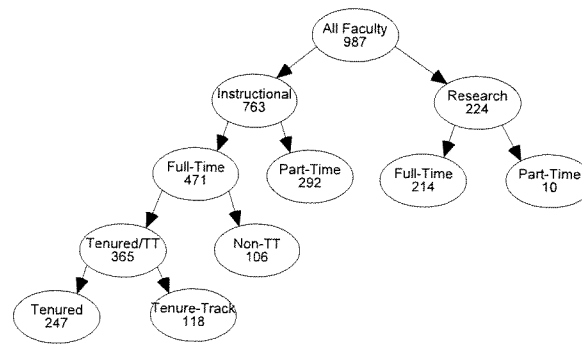 All Faculty
987
Instructional
763
Research
224
Full-Time
471
Part-Time
292
Full-Time
214
Part-Time
10
Tenured/TT
365
Non-TT
106
Tenured
247
Tenure-Track
118